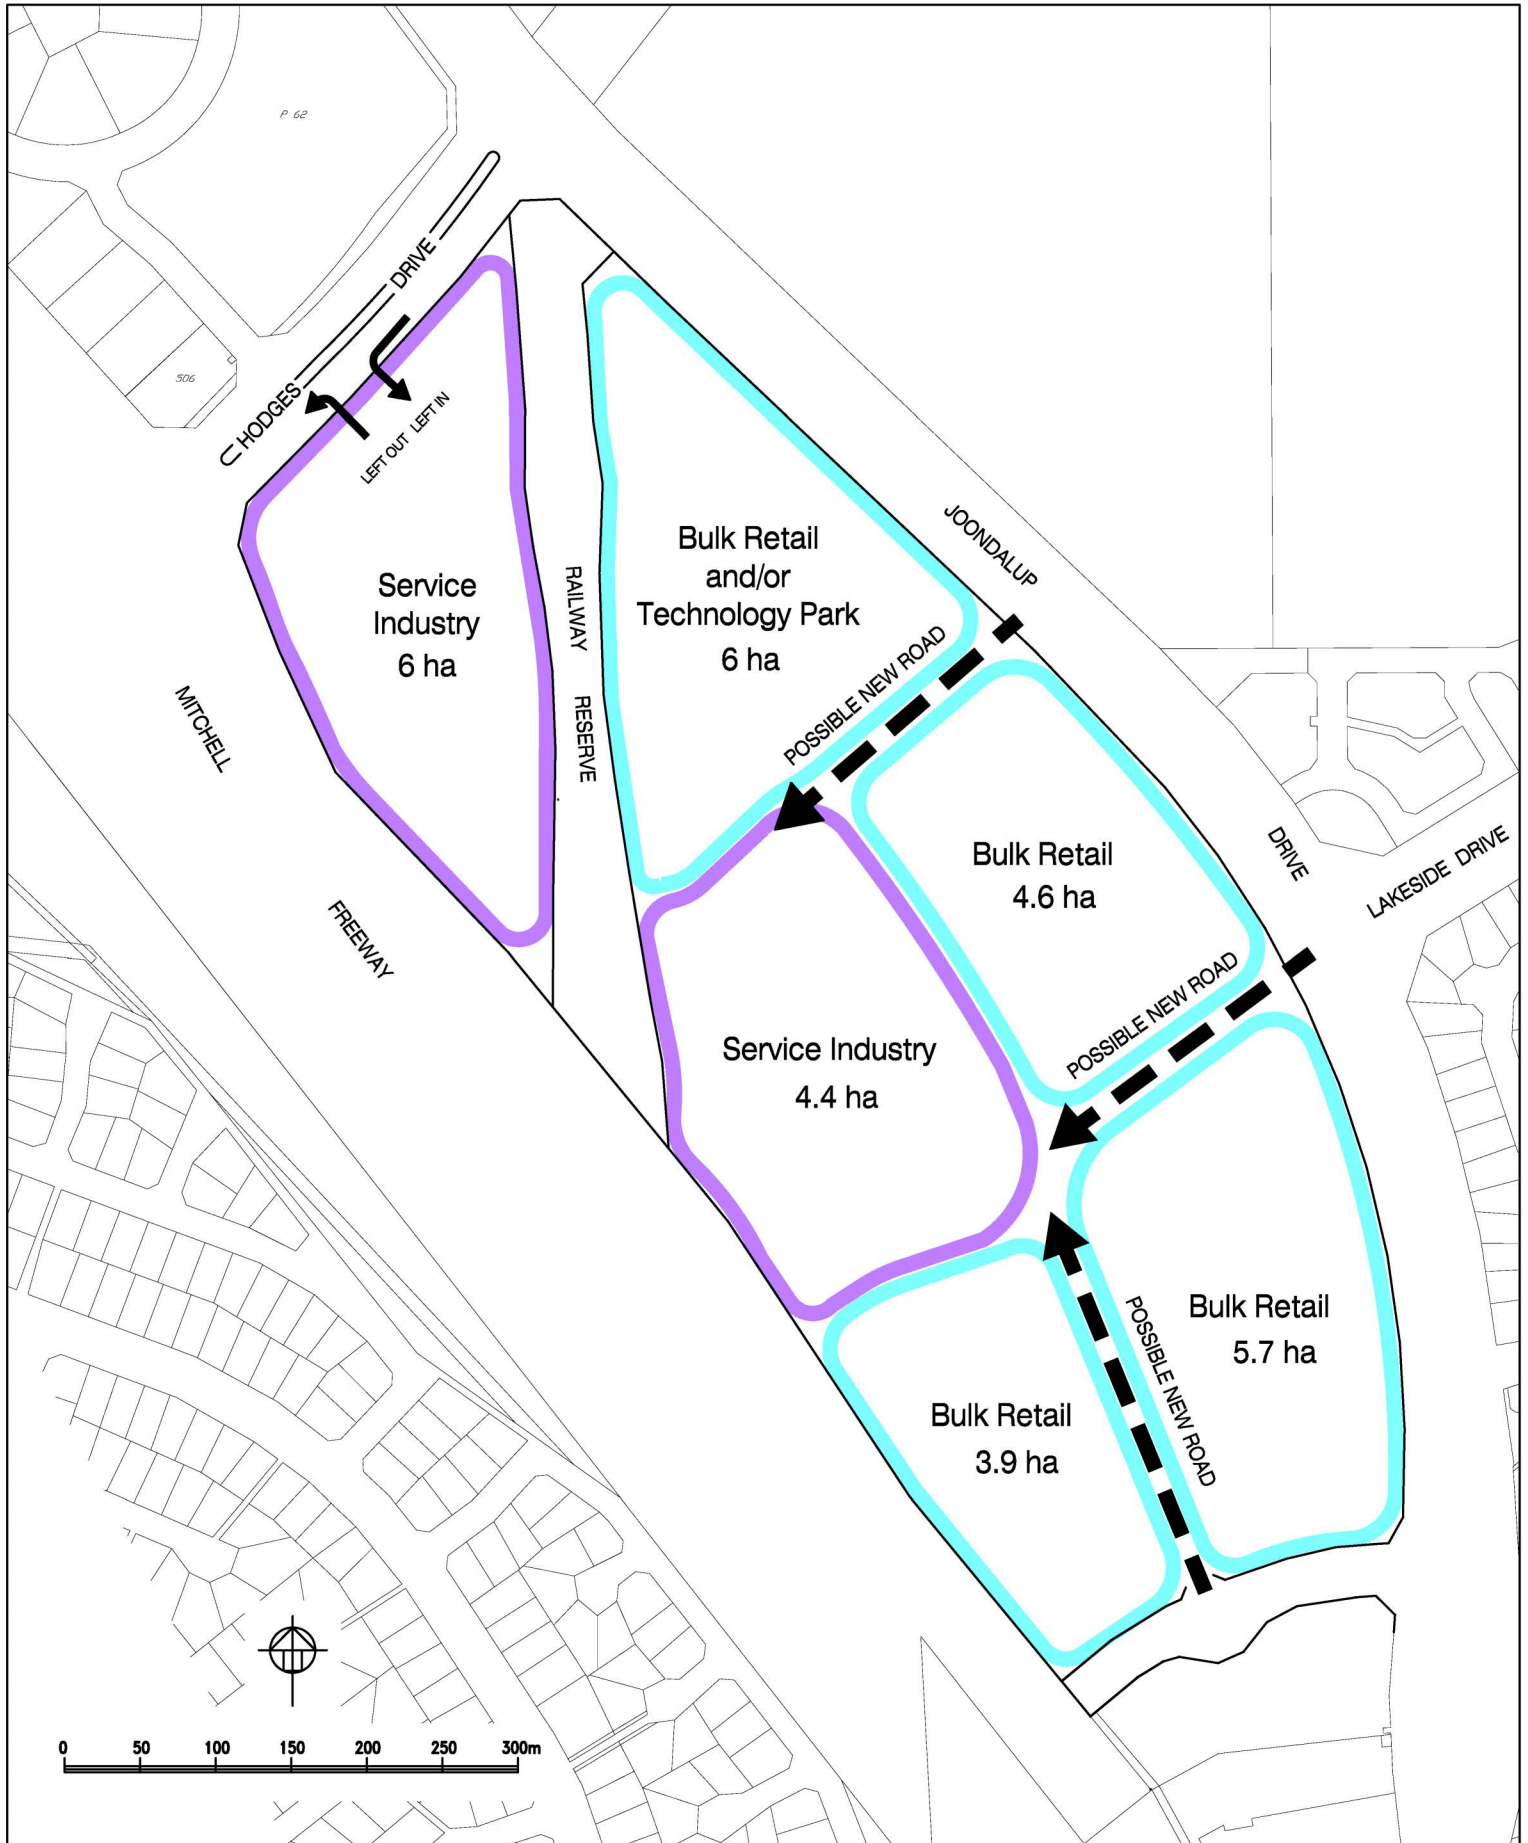 P 62
DRIVE
HODGES
506
LEFT OUT LEFT IN
JOONDALUP
Bulk Retail
and/or
Technology Park
6 ha
Service
Industry
6 ha
RAILWAY
RESERVE
POSSIBLE NEW ROAD
MITCHELL
FREEWAY
Bulk Retail
4.6 ha
DRIVE
LAKESIDE DRIVE
POSSIBLE NEW ROAD
Service Industry
4.4 ha
Bulk Retail
5.7 ha
POSSIBLE NEW ROAD
Bulk Retail
3.9 ha
0 50 100 150 200 250 300m